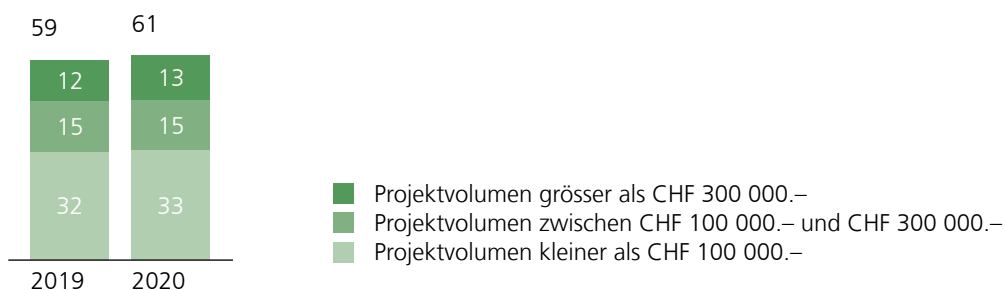 59 61
12 13
15 15
32 33
2019 2020
Projektvolumen grösser als CHF 300 000.–
Projektvolumen zwischen CHF 100 000.– und CHF 300 000.–
Projektvolumen kleiner als CHF 100 000.–